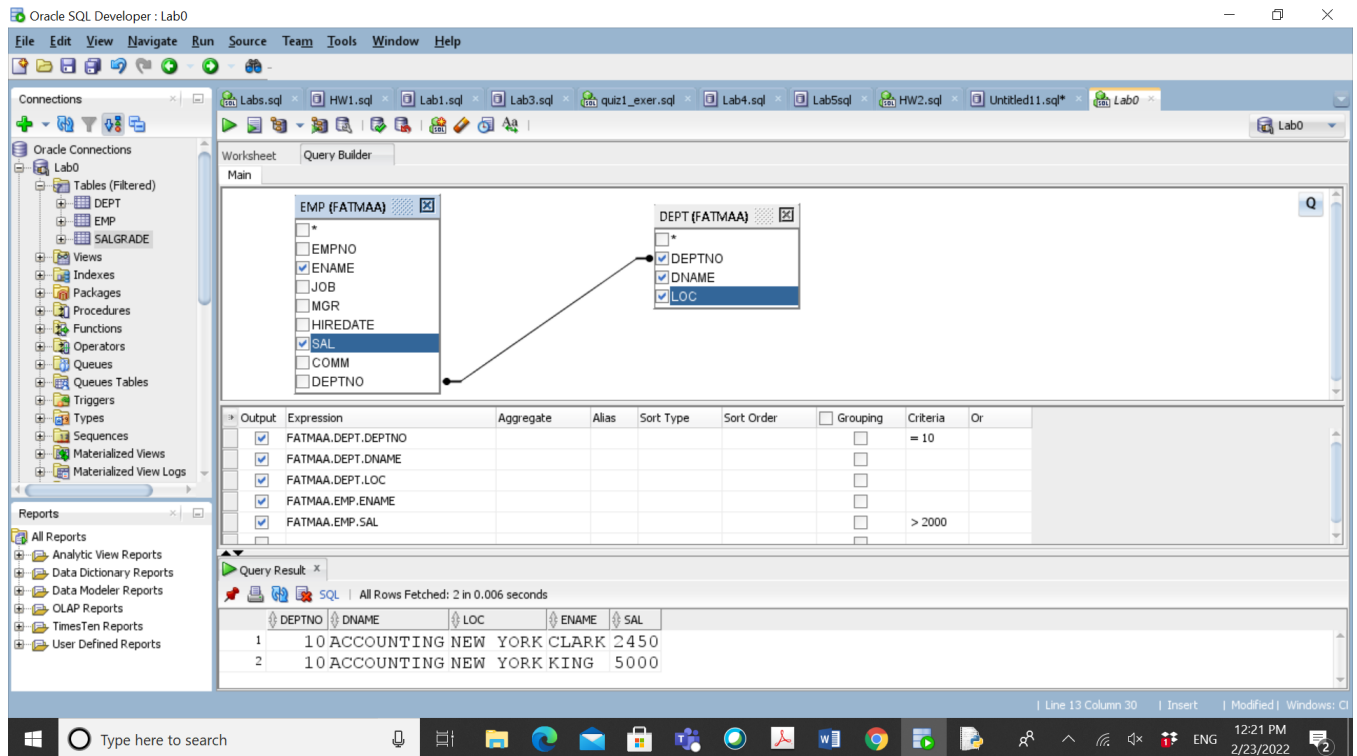 Oracle SQL Developer : Lab0
File Edit View Navigate Run Source Team Tools Window Help
Connections
Oracle Connections
Lab0
Tables (Filtered)
DEPT
EMP
SALGRADE
Views
Indexes
Packages
Procedures
Functions
Operators
Queues
Queues Tables
Triggers
Types
Sequences
Materialized Views
Materialized View Logs
Reports
All Reports
Analytic View Reports
Data Dictionary Reports
Data Modeler Reports
OLAP Reports
TimesTen Reports
User Defined Reports
Labs.sql HW1.sql Lab1.sql Lab3.sql quiz1_exer.sql Lab4.sql Lab5sql HW2.sql Untitled11.sql* Lab0
Lab0
Worksheet Query Builder
Main
Q
EMP (FATMAA)
*
EMPNO
ENAME
JOB
MGR
HIREDATE
SAL
COMM
DEPTNO
DEPT (FATMAA)
*
DEPTNO
DNAME
LOC
Output Expression Aggregate Alias Sort Type Sort Order Grouping Criteria Or
FATMAA.DEPT.DEPTNO = 10
FATMAA.DEPT.DNAME
FATMAA.DEPT.LOC
FATMAA.EMP.ENAME
FATMAA.EMP.SAL > 2000
Query Result
SQL | All Rows Fetched: 2 in 0.006 seconds
DEPTNO DNAME LOC ENAME SAL
1 10 ACCOUNTING NEW YORK CLARK 2450
2 10 ACCOUNTING NEW YORK KING 5000
| Line 13 Column 30 | Insert | Modified | Windows: CI
Type here to search
ENG
12:21 PM
2/23/2022
2